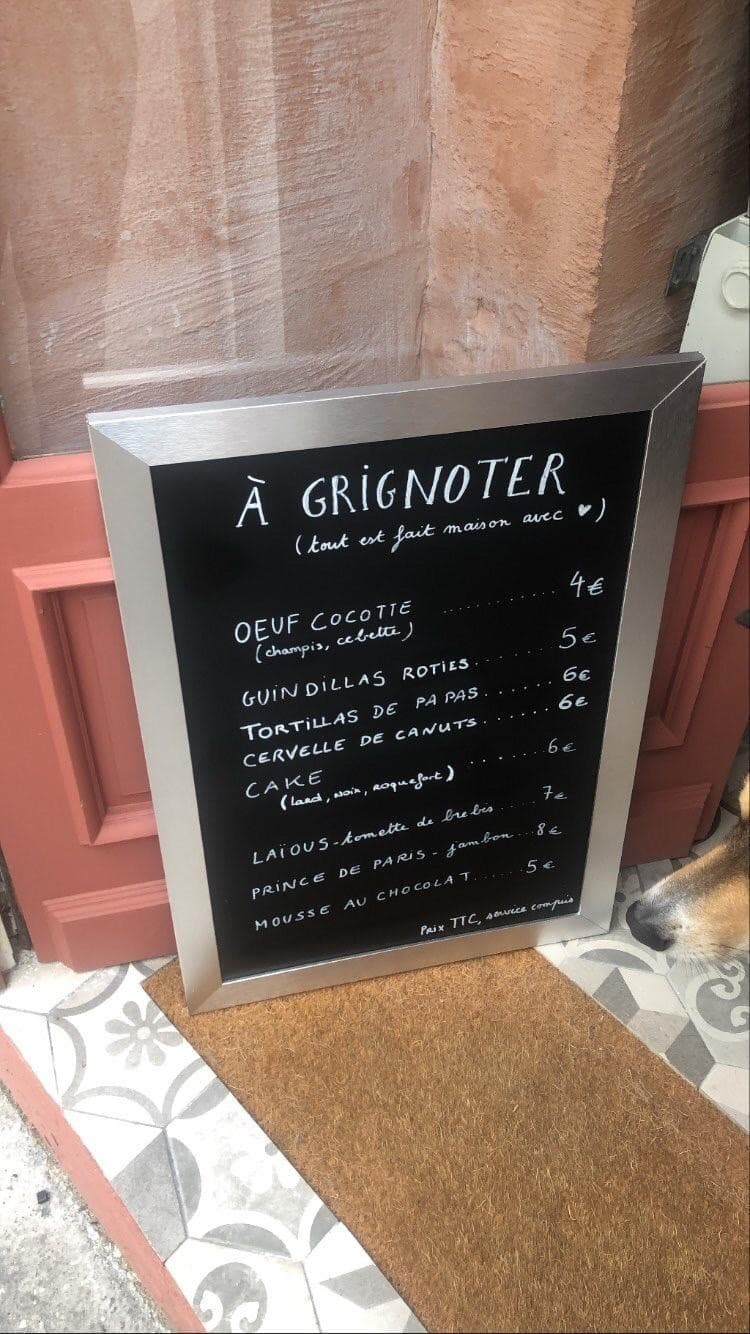 À GRIGNOTER
(tout est fait maison avec ♥)
OEUF COCOTTE .......... 4€
(champis, cebette)
GUINDILLAS ROTIES....... 5€
TORTILLAS DE PAPAS...... 6€
CERVELLE DE CANUTS...... 6€
CAKE ...... 6€
(lard, noix, roquefort)
LAÏOUS - tomette de brebis .... 7€
PRINCE DE PARIS - jambon... 8€
MOUSSE AU CHOCOLAT...... 5€
Prix TTC, service compris